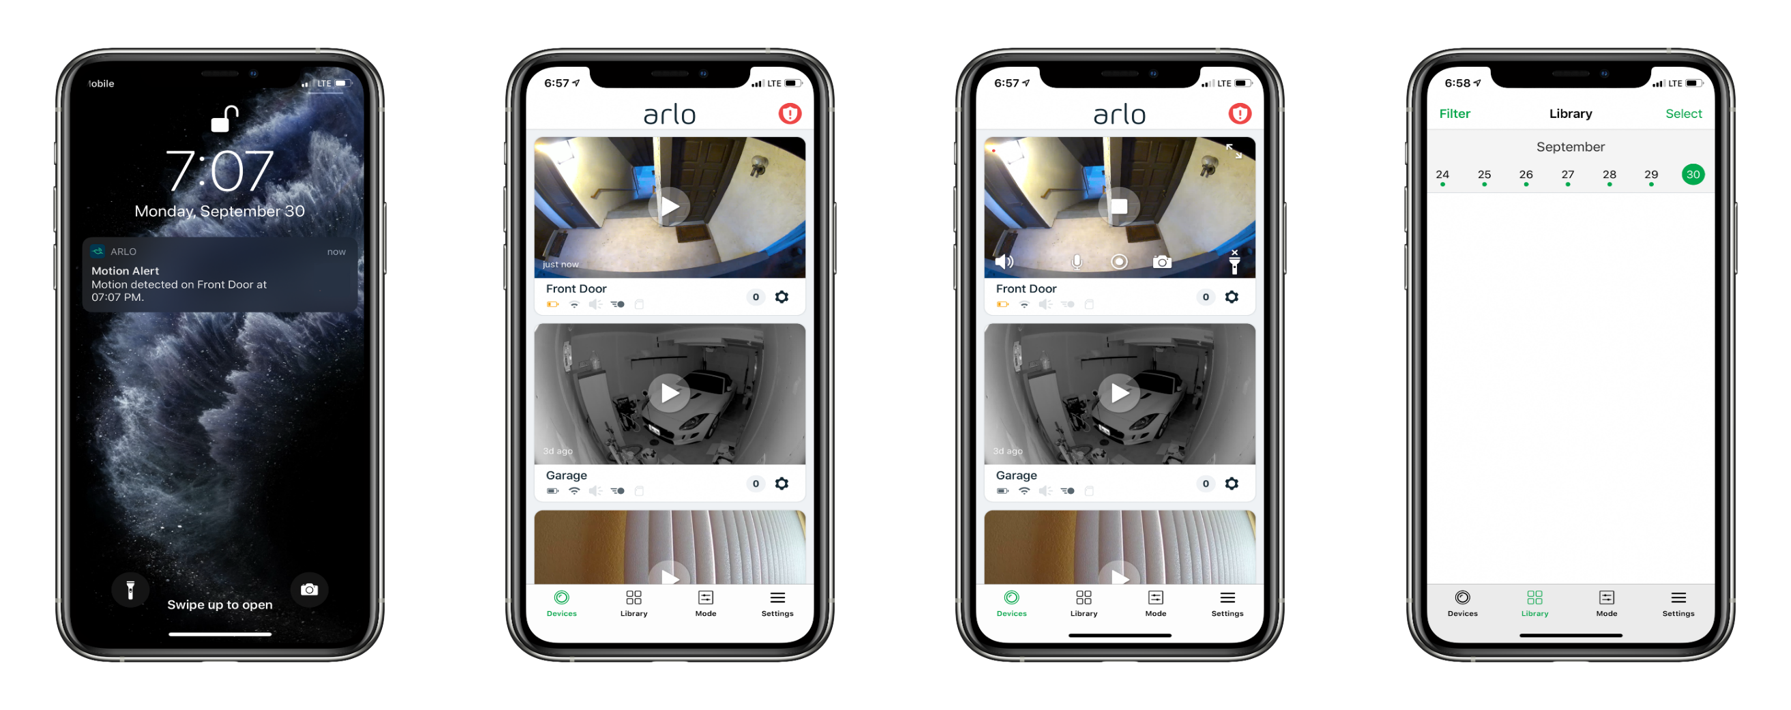 lobile
LTE
7:07
Monday, September 30
ARLO
now
Motion Alert
Motion detected on Front Door at
07:07 PM.
Swipe up to open
6:57
LTE
arlo
just now
Front Door
0
3d ago
Garage
0
Devices
Library
Mode
Settings
6:57
LTE
arlo
Front Door
0
3d ago
Garage
0
Devices
Library
Mode
Settings
6:58
LTE
Filter
Library
Select
September
24 25 26 27 28 29 30
Devices
Library
Mode
Settings